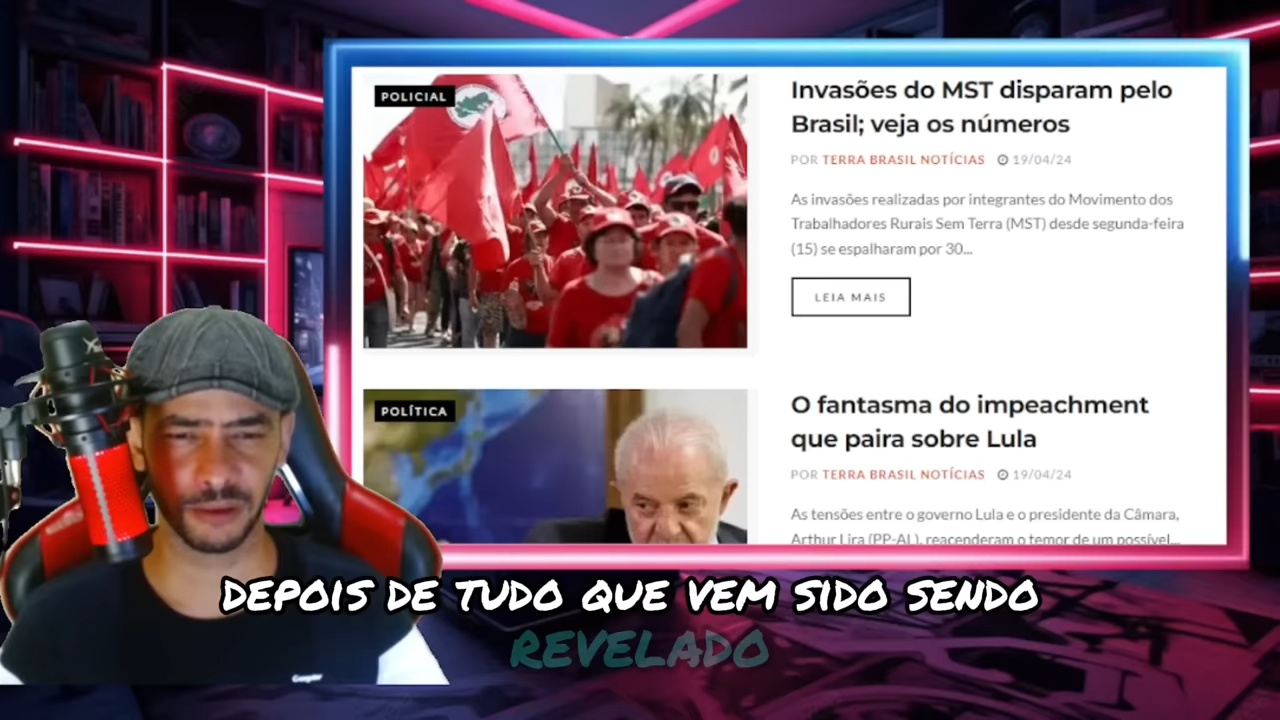 POLICIAL
Invasões do MST disparam pelo
Brasil; veja os números
POR TERRA BRASIL NOTÍCIAS 19/04/24
As invasões realizadas por integrantes do Movimento dos
Trabalhadores Rurais Sem Terra (MST) desde segunda-feira
(15) se espalharam por 30...
LEIA MAIS
POLÍTICA
O fantasma do impeachment
que paira sobre Lula
POR TERRA BRASIL NOTÍCIAS 19/04/24
As tensões entre o governo Lula e o presidente da Câmara,
Arthur Lira (PP-AL), reacenderam o temor de um possível...
DEPOIS DE TUDO QUE VEM SIDO SENDO
REVELADO